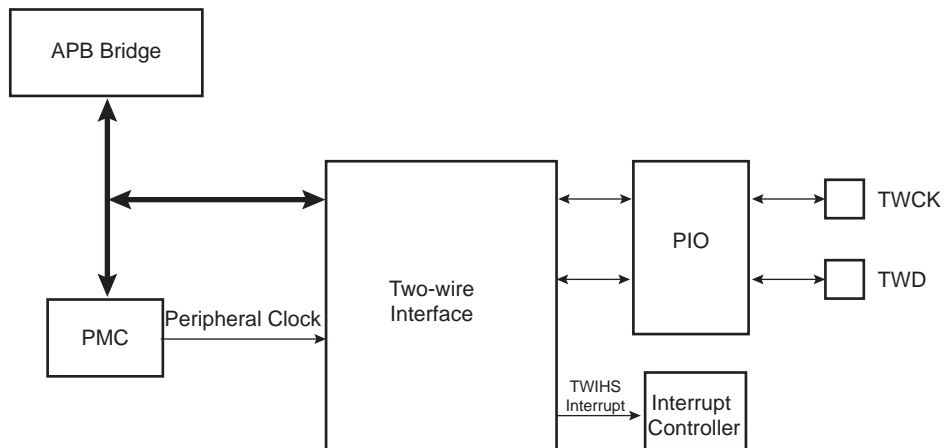 APB Bridge
TWCK
PIO
TWD
Two-wire
Interface
Peripheral Clock
PMC
TWIHS
Interrupt
Interrupt
Controller